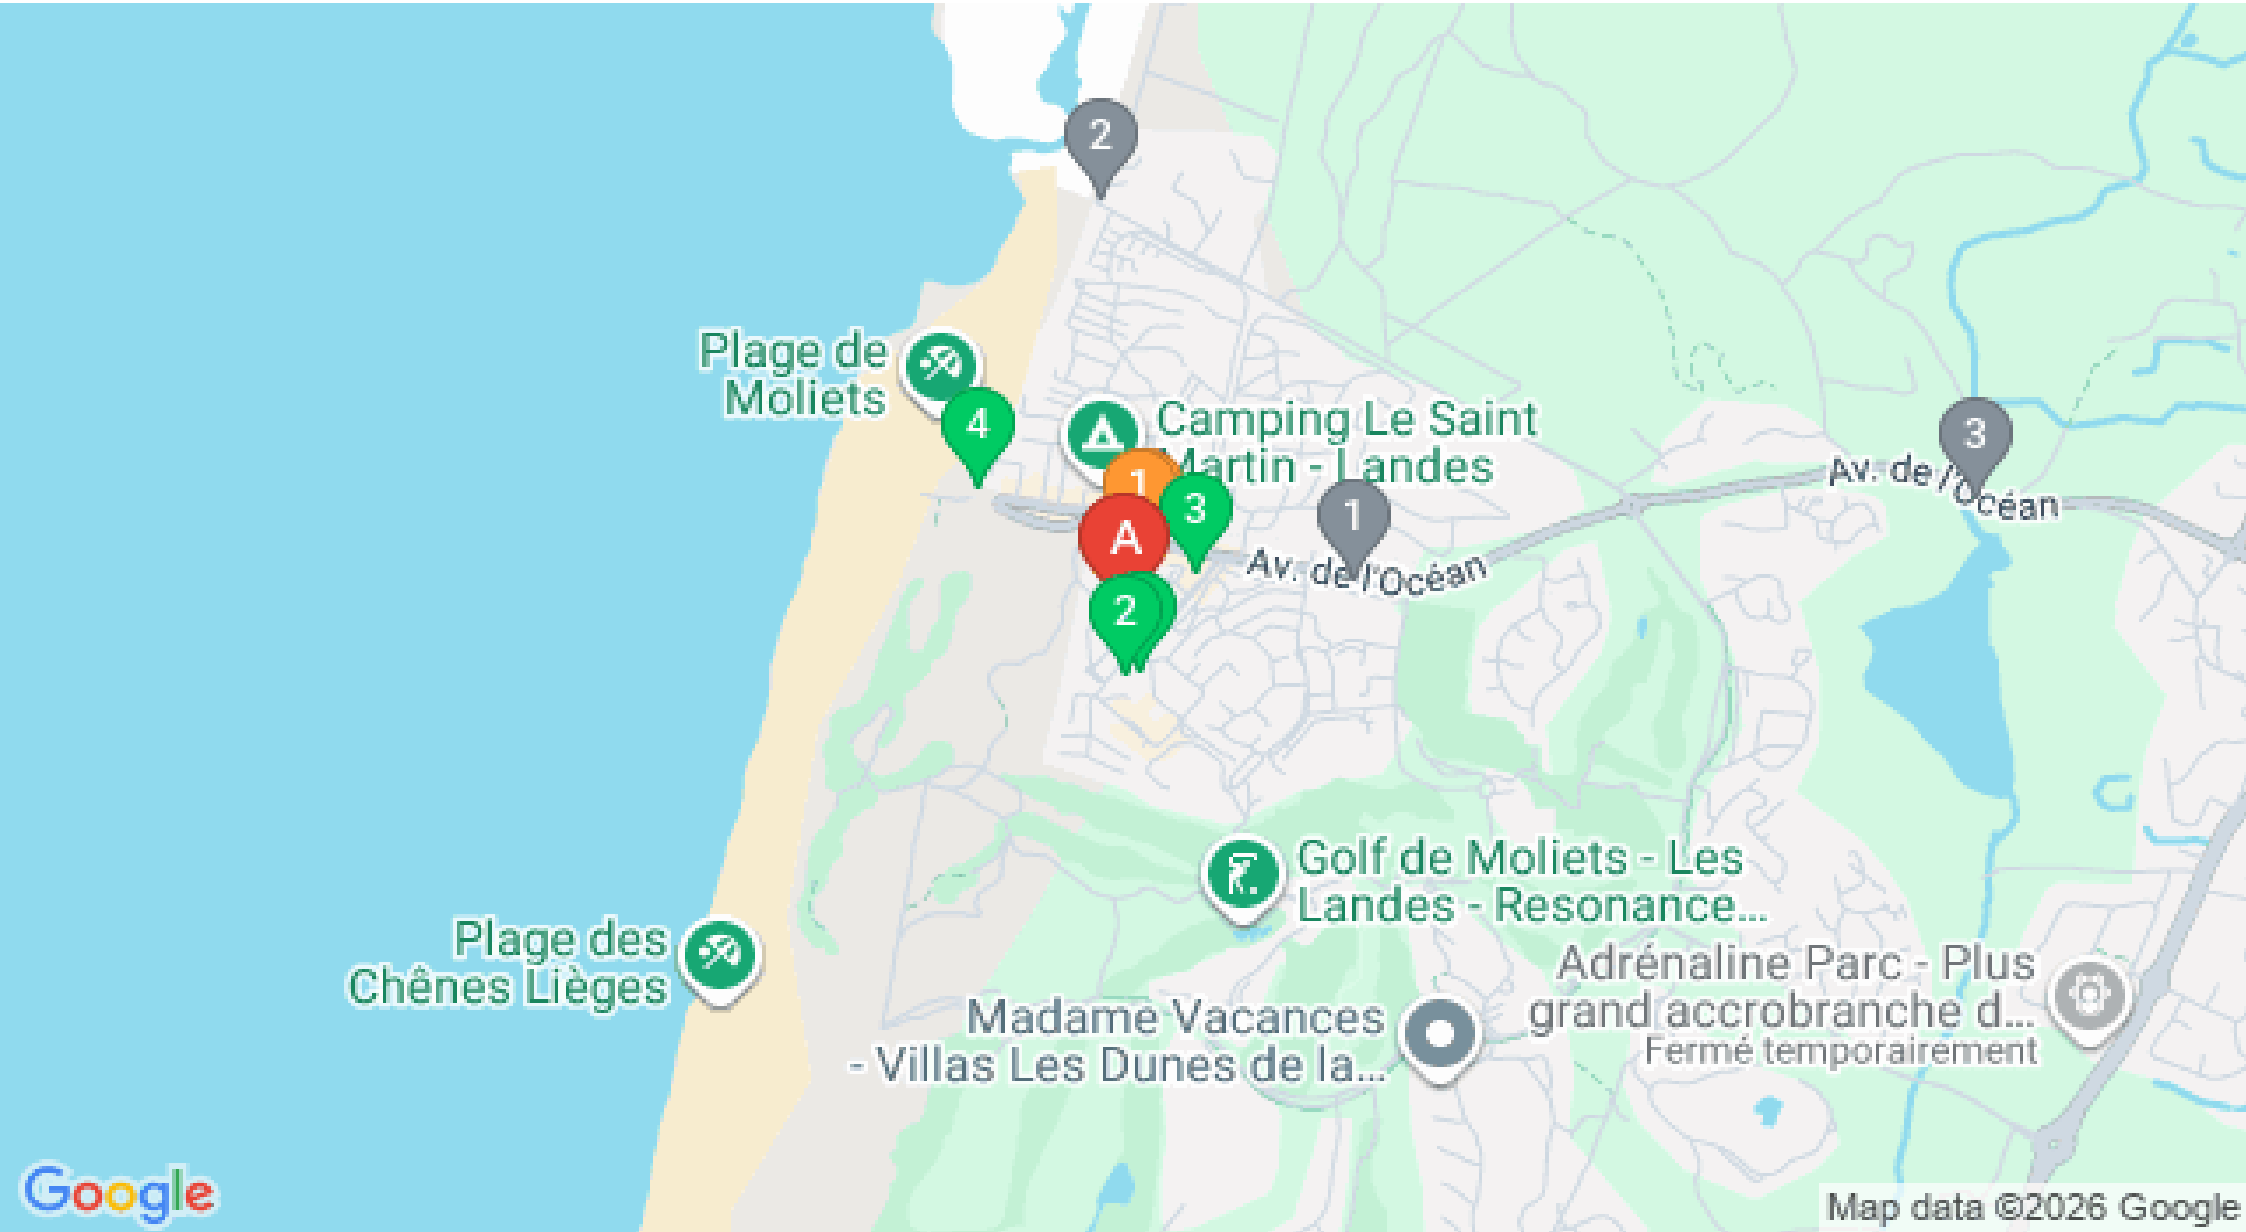 2
Plage de
Moliets
4
Camping Le Saint
Martin - Landes
1
3
A
1
3
Av. de l'Océan
Av. de l'Océan
2
Golf de Moliets - Les
Landes - Resonance...
Plage des
Chênes Lièges
Adrénaline Parc - Plus
grand accrobranche d...
Fermé temporairement
Madame Vacances
- Villas Les Dunes de la...
Google
Map data ©2026 Google